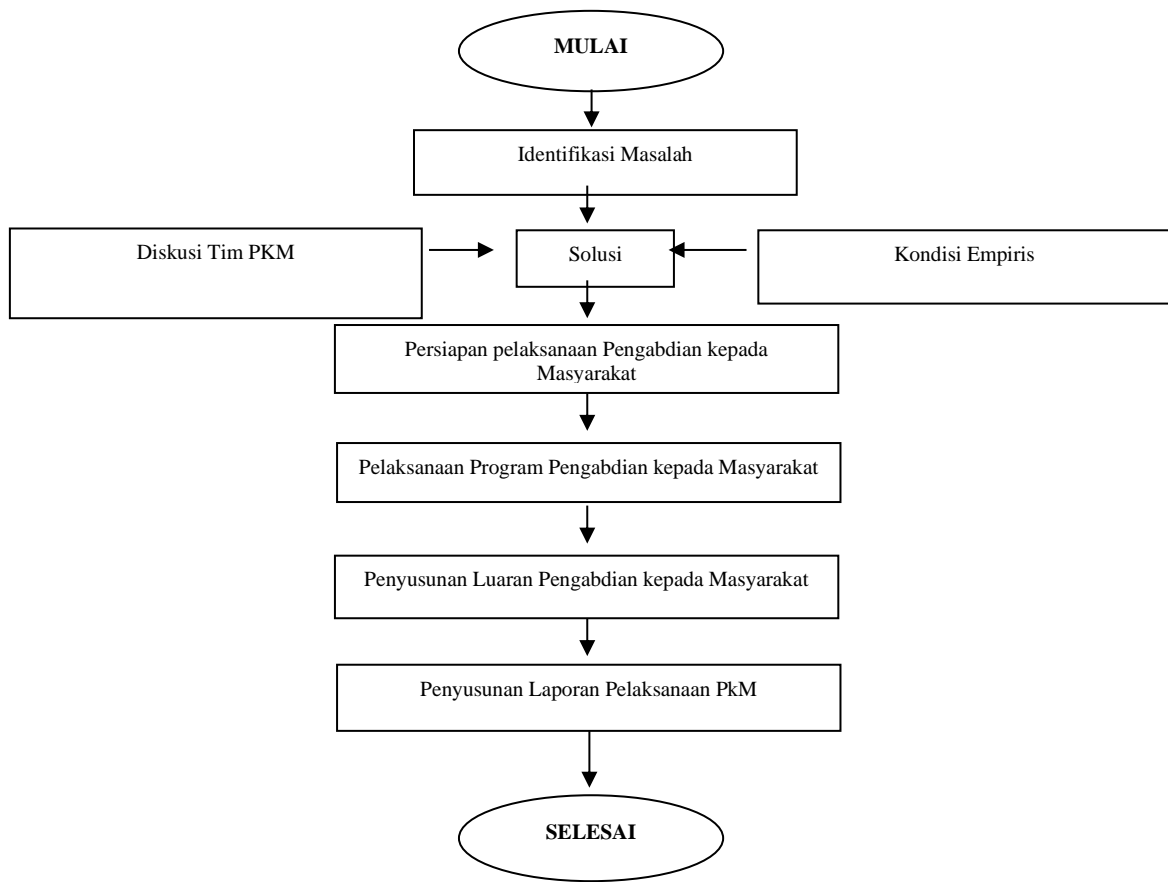 MULAI
Identifikasi Masalah
Diskusi Tim PKM
Solusi
Kondisi Empiris
Persiapan pelaksanaan Pengabdian kepada
Masyarakat
Pelaksanaan Program Pengabdian kepada Masyarakat
Penyusunan Luaran Pengabdian kepada Masyarakat
Penyusunan Laporan Pelaksanaan PkM
SELESAI